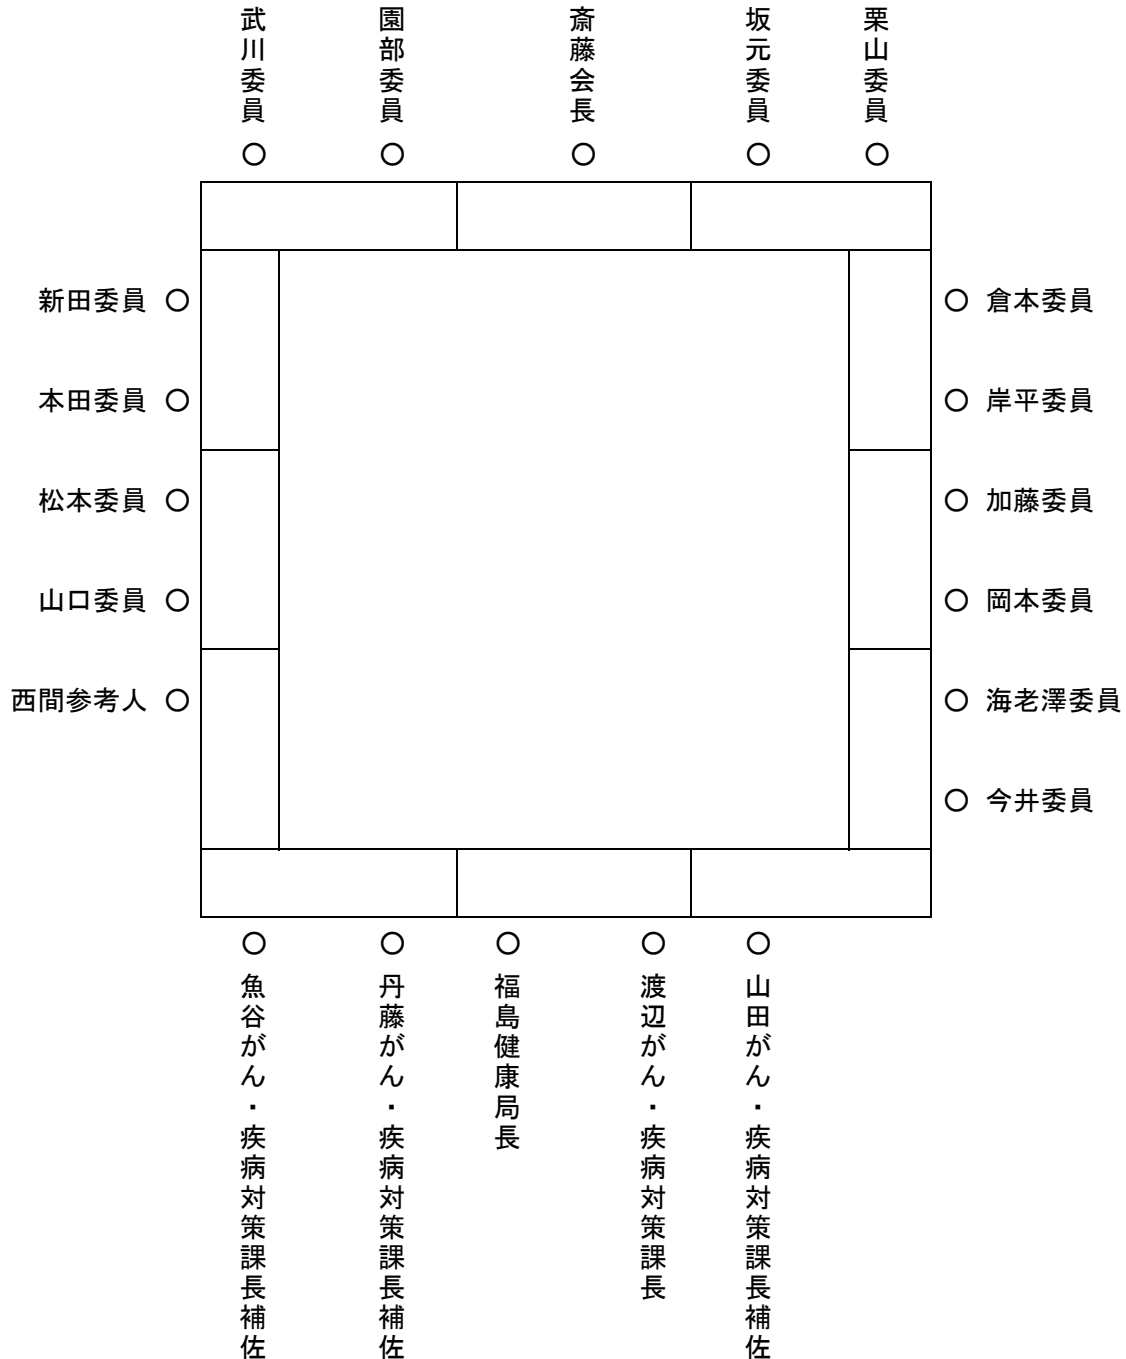 武川委員
園部委員
斎藤会長
坂元委員
栗山委員
新田委員
倉本委員
本田委員
岸平委員
松本委員
加藤委員
山口委員
岡本委員
西間参考人
海老澤委員
今井委員
魚谷がん・疾病対策課長補佐
丹藤がん・疾病対策課長補佐
福島健康局長
渡辺がん・疾病対策課長
山田がん・疾病対策課長補佐